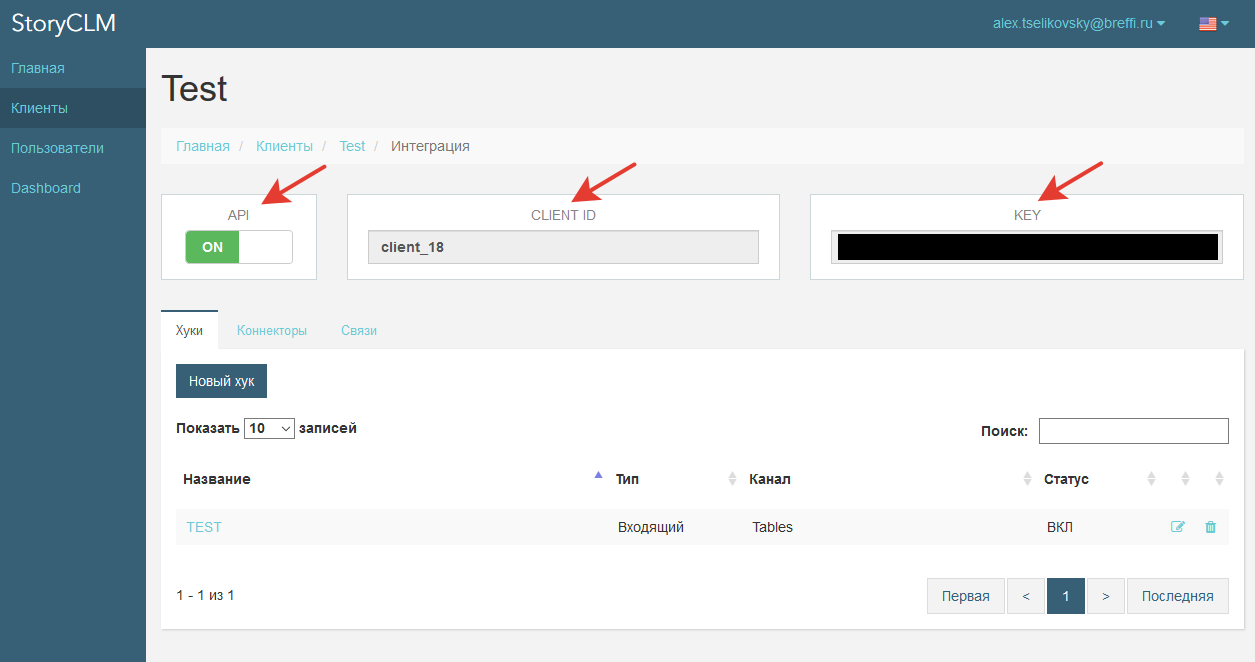 StoryCLM
alex.tselikovsky@breffi.ru
Главная
Клиенты
Пользователи
Dashboard
Test
Главная / Клиенты / Test / Интеграция
API
ON
CLIENT ID
client_18
KEY
Хуки Коннекторы Связи
Новый хук
Показать 10 записей
Поиск:
Название Тип Канал Статус
TEST Входящий Tables ВКЛ
1 - 1 из 1
Первая < 1 > Последняя